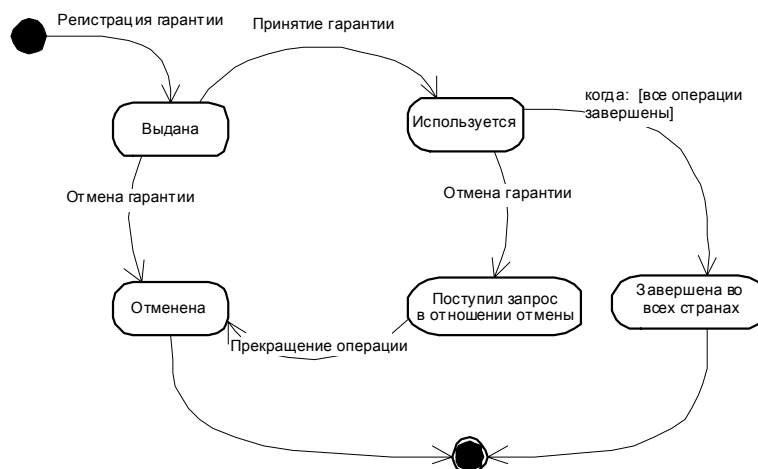 Регистрация гарантии
Принятие гарантии
когда: [все операции
завершены]
Выдана
Используется
Отмена гарантии
Отмена гарантии
Отменена
Поступил запрос
в отношении отмены
Завершена во
всех странах
Прекращение операции